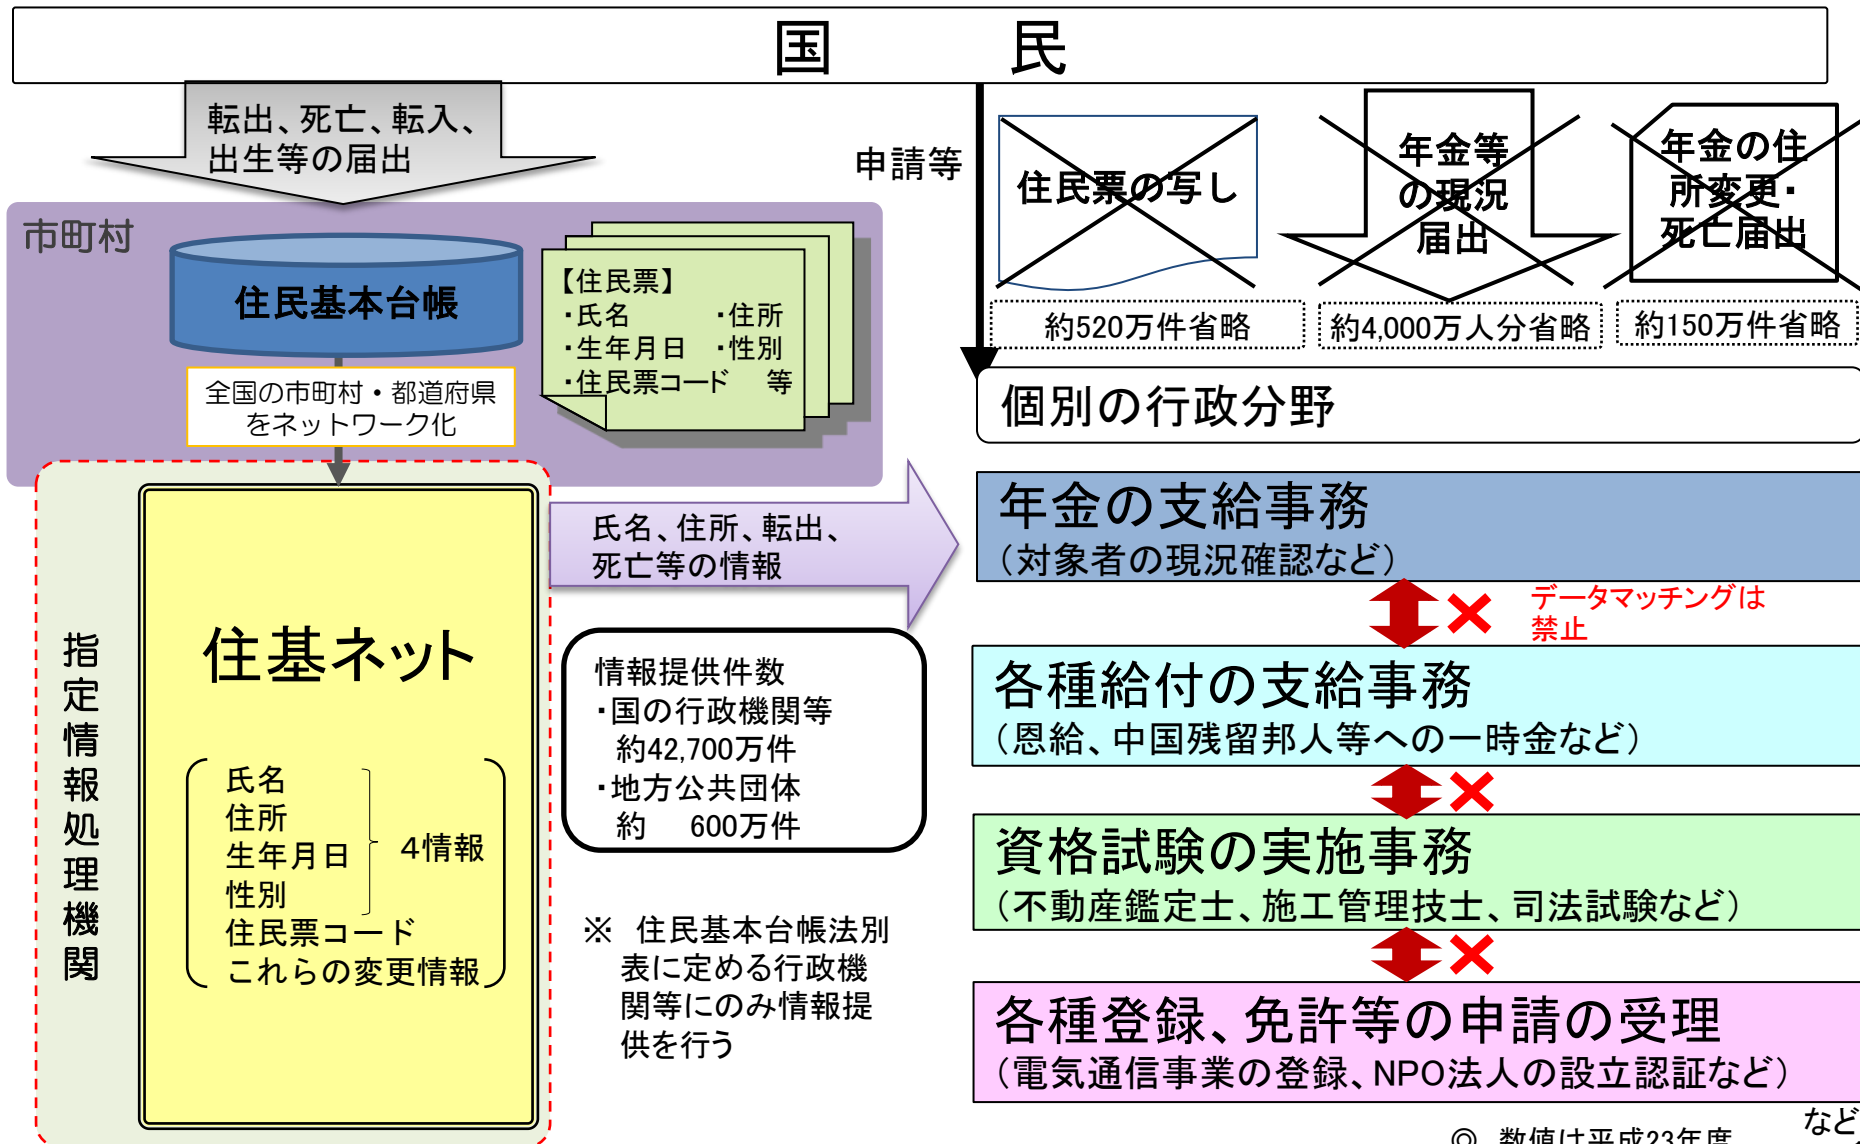 国　民
転出、死亡、転入、
出生等の届出
申請等
住民票の写し
年金等
の現況
届出
年金の住
所変更・
死亡届出
約520万件省略
約4,000万人分省略
約150万件省略
市町村
住民基本台帳
【住民票】
・氏名　・住所
・生年月日　・性別
・住民票コード　等
全国の市町村・都道府県
をネットワーク化
個別の行政分野
指定情報処理機関
住基ネット
氏名
住所
生年月日
性別
4情報
住民票コード
これらの変更情報
氏名、住所、転出、
死亡等の情報
情報提供件数
・国の行政機関等
約42,700万件
・地方公共団体
約　600万件
※　住民基本台帳法別
表に定める行政機
関等にのみ情報提
供を行う
年金の支給事務
（対象者の現況確認など）
データマッチングは
禁止
各種給付の支給事務
（恩給、中国残留邦人等への一時金など）
資格試験の実施事務
（不動産鑑定士、施工管理技士、司法試験など）
各種登録、免許等の申請の受理
（電気通信事業の登録、NPO法人の設立認証など）
など
◎　数値は平成23年度